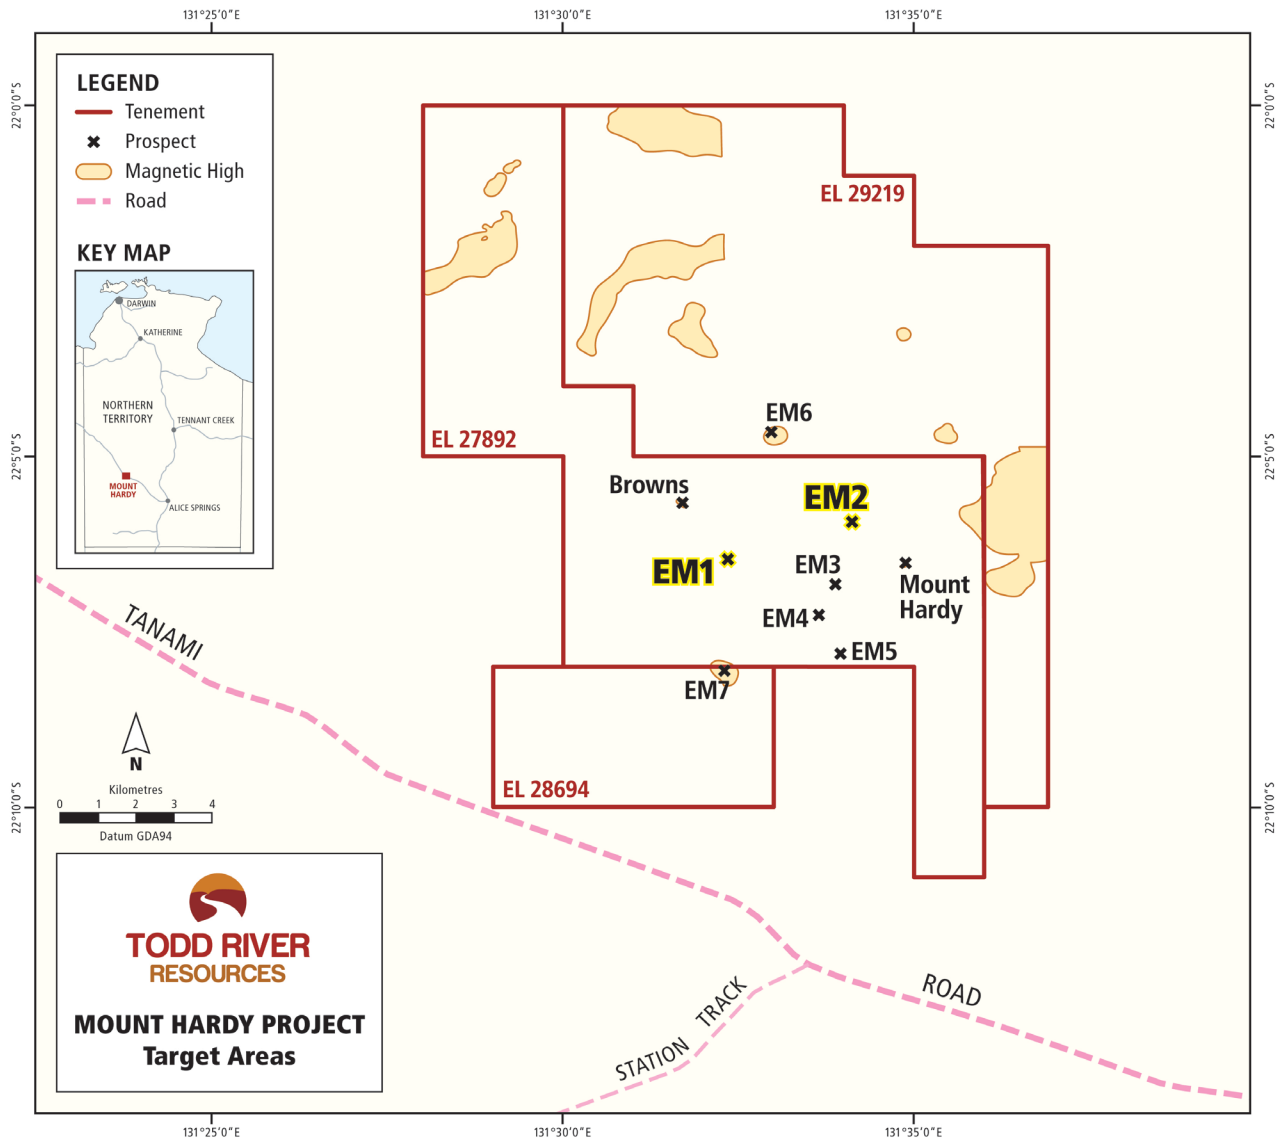 131°25'0"E
131°30'0"E
131°35'0"E
22°0'0"S
22°0'0"S
LEGEND
Tenement
Prospect
Magnetic High
Road
KEY MAP
DARWIN
KATHERINE
NORTHERN
TERRITORY
TENNANT CREEK
MOUNT
HARDY
ALICE SPRINGS
EL 29219
EL 27892
EM6
22°5'0"S
22°5'0"S
Browns
EM2
EM1
EM3
Mount
Hardy
EM4
EM5
EM7
TANAMI
EL 28694
22°10'0"S
22°10'0"S
N
Kilometres
0 1 2 3 4
Datum GDA94
TODD RIVER
RESOURCES
MOUNT HARDY PROJECT
Target Areas
STATION TRACK
ROAD
131°25'0"E
131°30'0"E
131°35'0"E